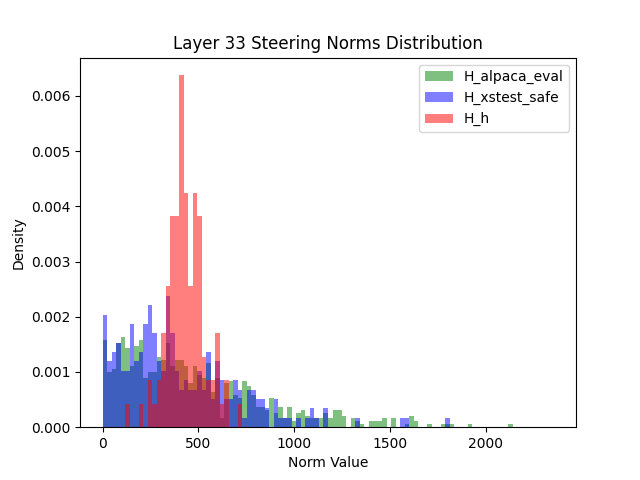 Layer 33 Steering Norms Distribution
H_alpaca_eval
H_xstest_safe
H_h
Density
0.006
0.005
0.004
0.003
0.002
0.001
0.000
0
500
1000
1500
2000
Norm Value